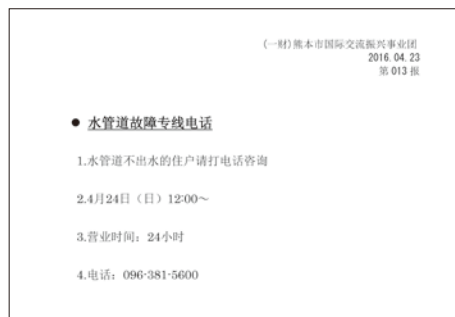 (一财)熊本市国际交流振兴事业团
2016. 04. 23
第 013 报
● 水管道故障专线电话
1.水管道不出水的住户请打电话咨询
2.4月24日（日）12:00～
3.营业时间：24小时
4.电话：096-381-5600